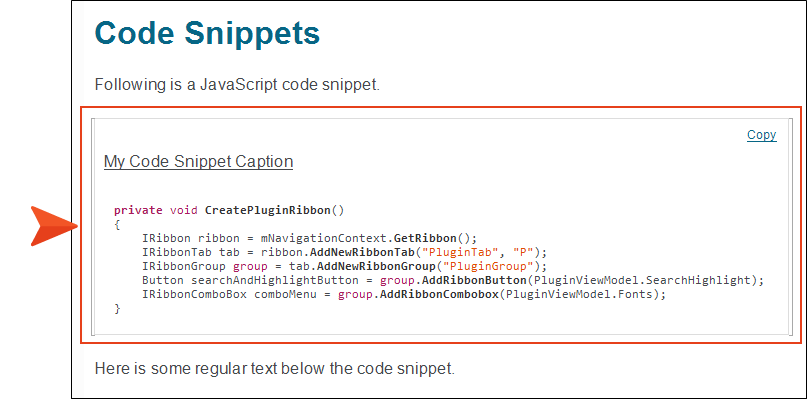 Code Snippets
Following is a JavaScript code snippet.
Copy
My Code Snippet Caption
private void CreatePluginRibbon()
{
    IRibbon ribbon = mNavigationContext.GetRibbon();
    IRibbonTab tab = ribbon.AddNewRibbonTab("PluginTab", "P");
    IRibbonGroup group = tab.AddNewRibbonGroup("PluginGroup");
    Button searchAndHighlightButton = group.AddRibbonButton(PluginViewModel.SearchHighlight);
    IRibbonComboBox comboMenu = group.AddRibbonCombobox(PluginViewModel.Fonts);
}
Here is some regular text below the code snippet.